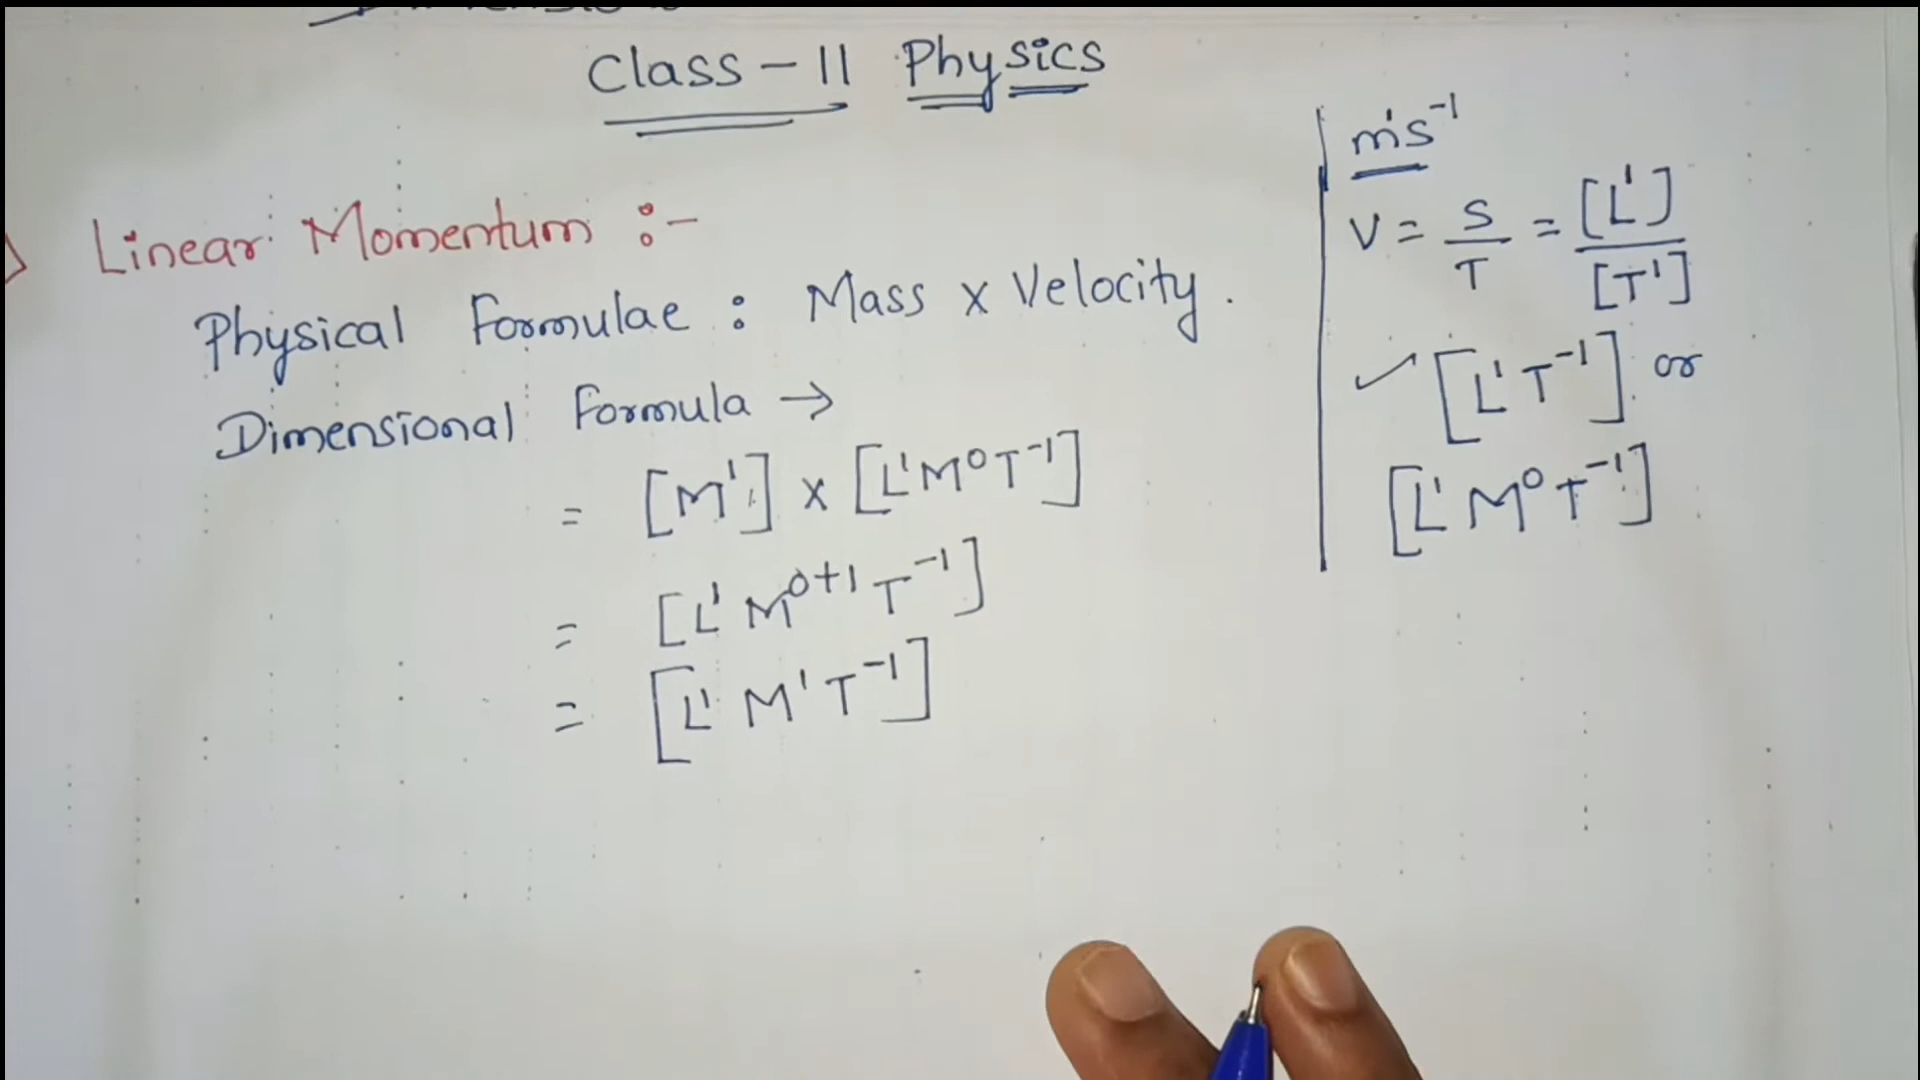 Class - 11 Physics
Linear Momentum :-
Physical Formulae : Mass x Velocity.
Dimensional Formula →
= [M¹] x [L¹M⁰T⁻¹]
= [L¹ M⁰⁺¹ T⁻¹]
= [L¹ M¹ T⁻¹]
m¹s⁻¹
V = S/T = [L¹]/[T¹]
✓ [L¹ T⁻¹] or
[L¹ M⁰ T⁻¹]